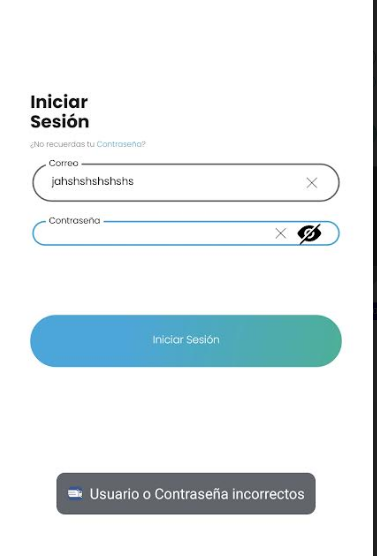 Iniciar
Sesión
¿No recuerdas tu Contraseña?
Correo
jahshshshshshs
Contraseña
Iniciar Sesión
Usuario o Contraseña incorrectos